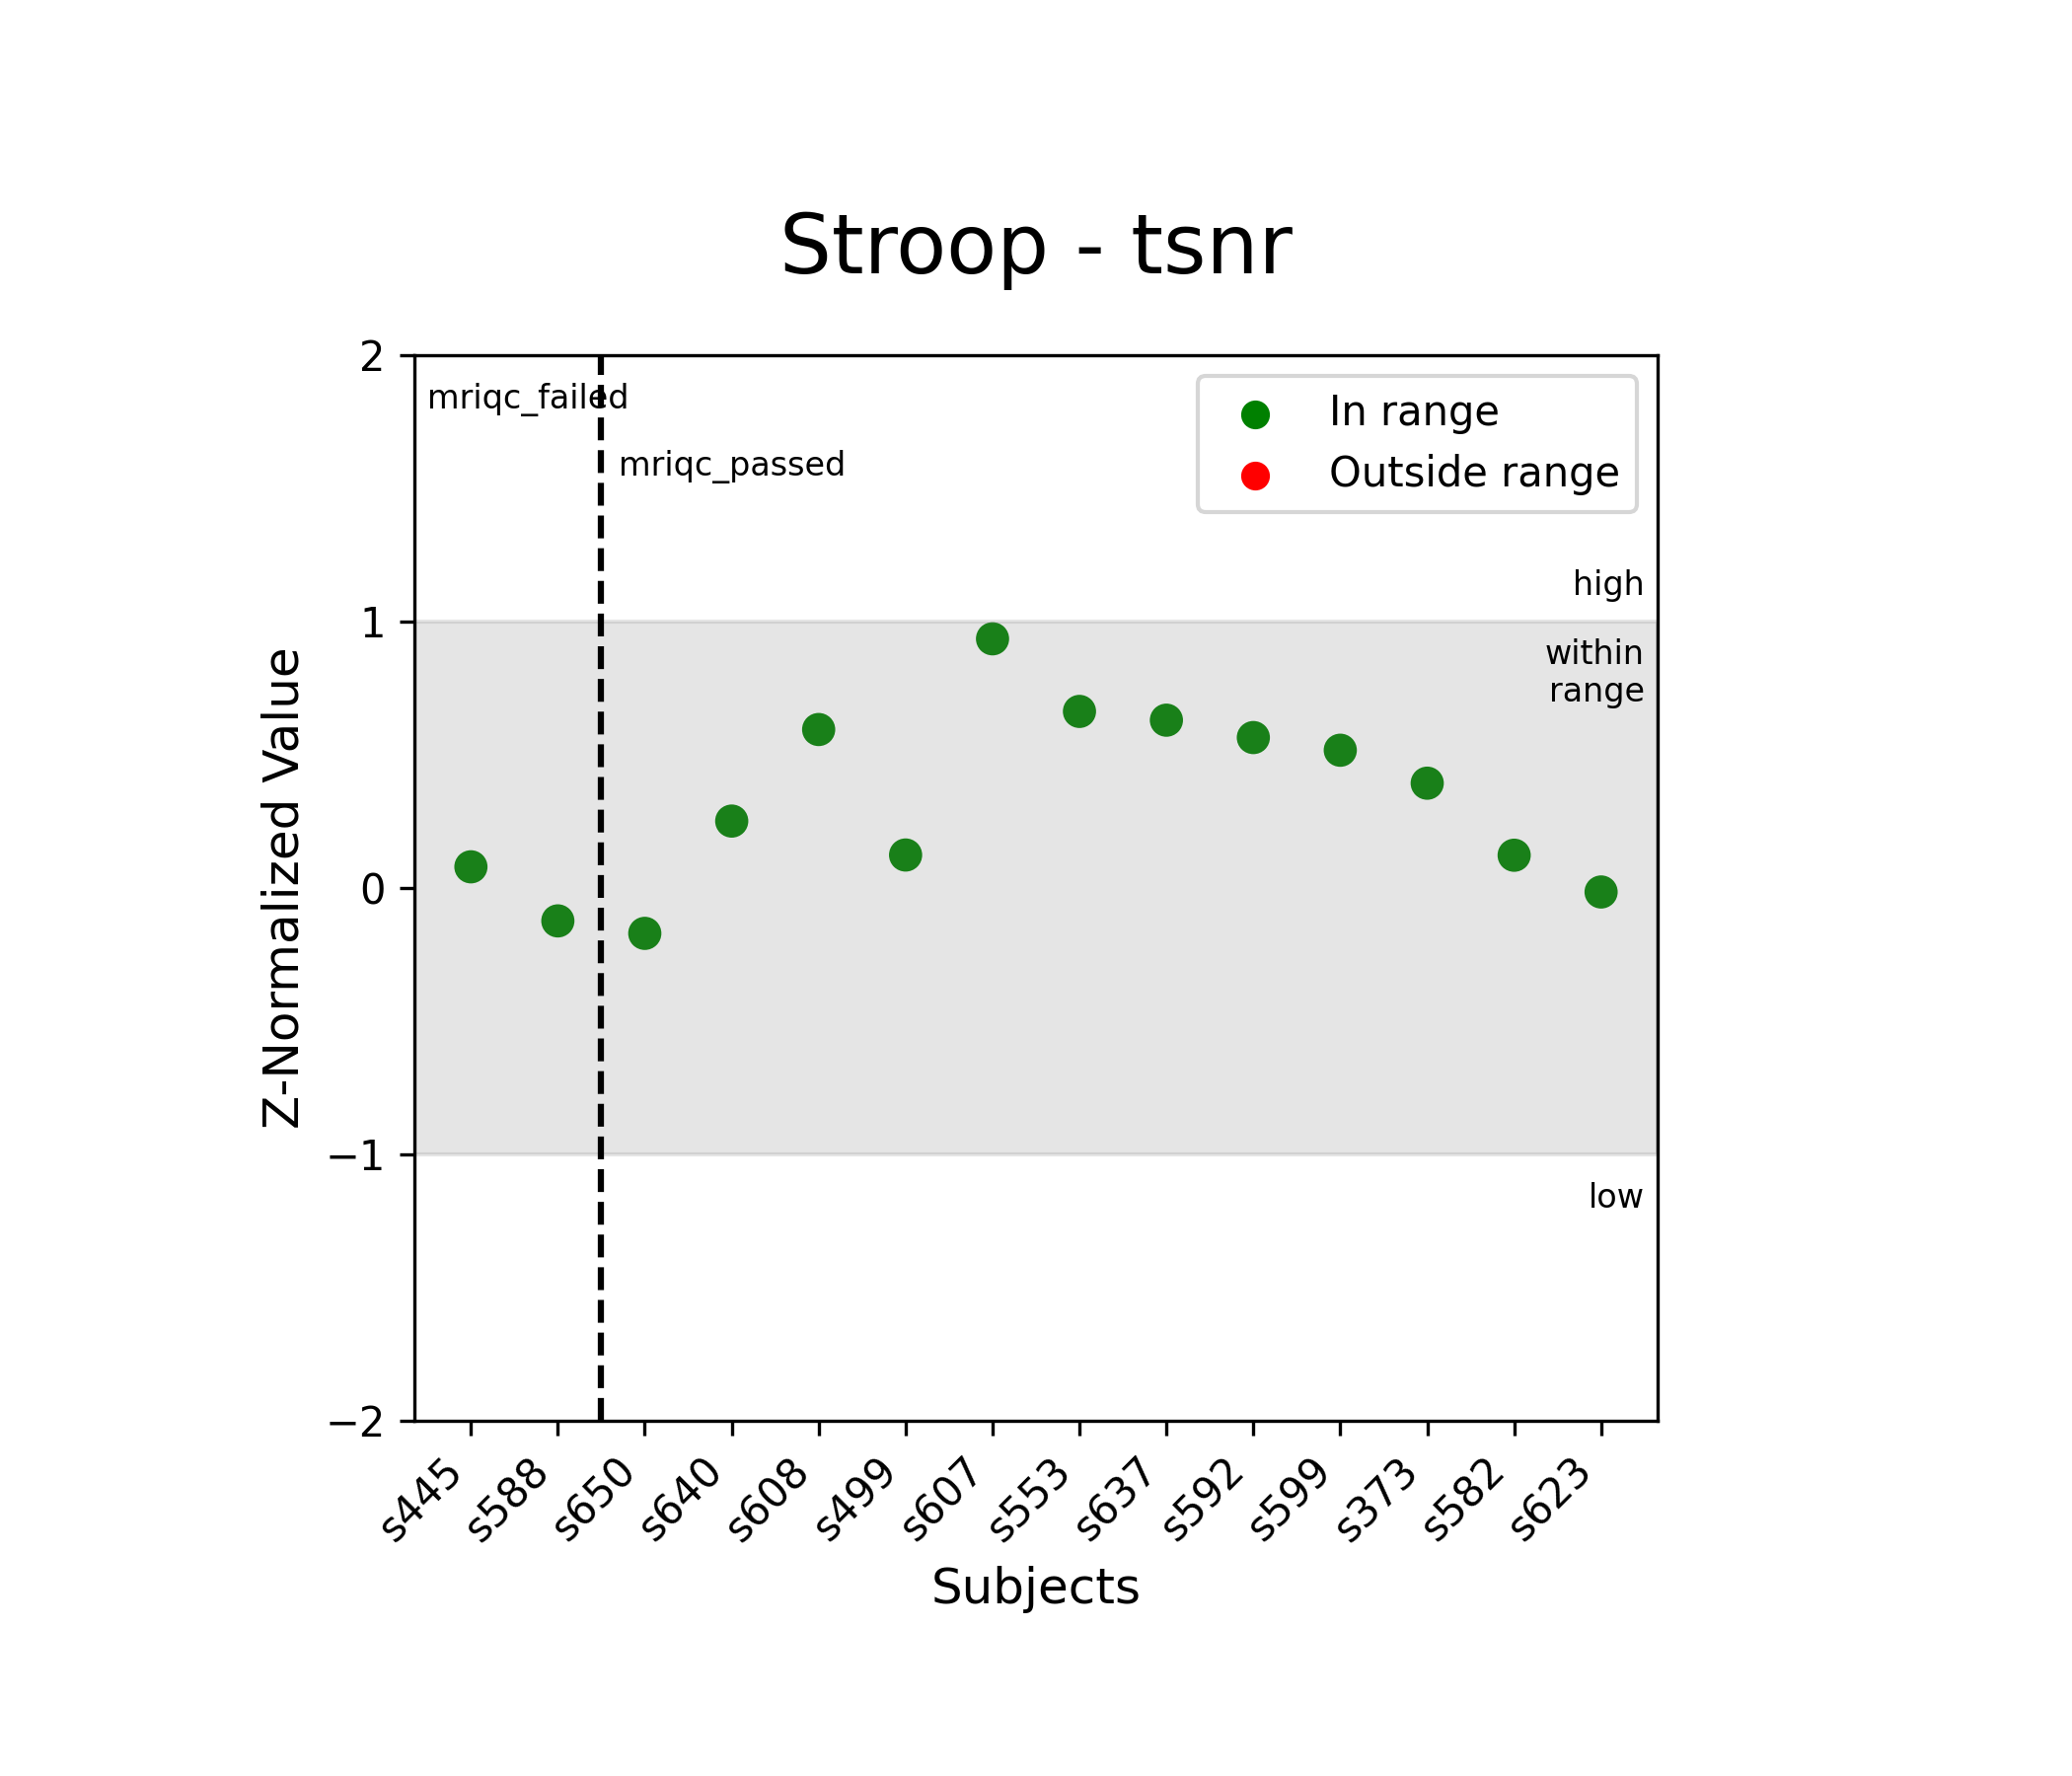 Stroop - tsnr
2
mriqc_failed
In range
mriqc_passed
Outside range
high
1
within
range
Z-Normalized Value
0
−1
low
−2
s445
s588
s650
s640
s608
s499
s607
s553
s637
s592
s599
s373
s582
s623
Subjects